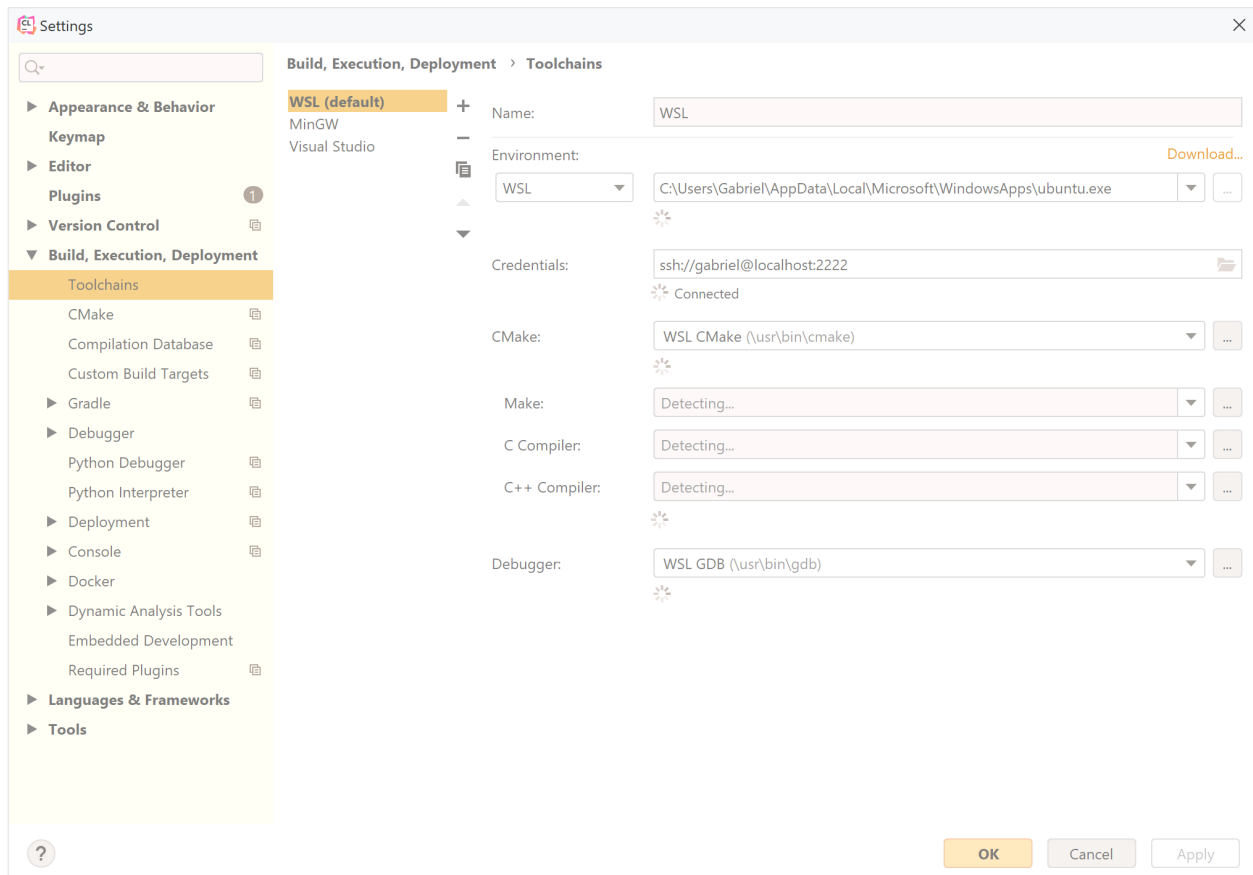 Settings
Build, Execution, Deployment › Toolchains
Appearance & Behavior
Keymap
Editor
Plugins 1
Version Control
Build, Execution, Deployment
Toolchains
CMake
Compilation Database
Custom Build Targets
Gradle
Debugger
Python Debugger
Python Interpreter
Deployment
Console
Docker
Dynamic Analysis Tools
Embedded Development
Required Plugins
Languages & Frameworks
Tools
WSL (default)
MinGW
Visual Studio
Name: WSL
Environment: Download...
WSL C:\Users\Gabriel\AppData\Local\Microsoft\WindowsApps\ubuntu.exe ...
Credentials: ssh://gabriel@localhost:2222
Connected
CMake: WSL CMake (\usr\bin\cmake) ...
Make: Detecting... ...
C Compiler: Detecting... ...
C++ Compiler: Detecting... ...
Debugger: WSL GDB (\usr\bin\gdb) ...
? OK Cancel Apply